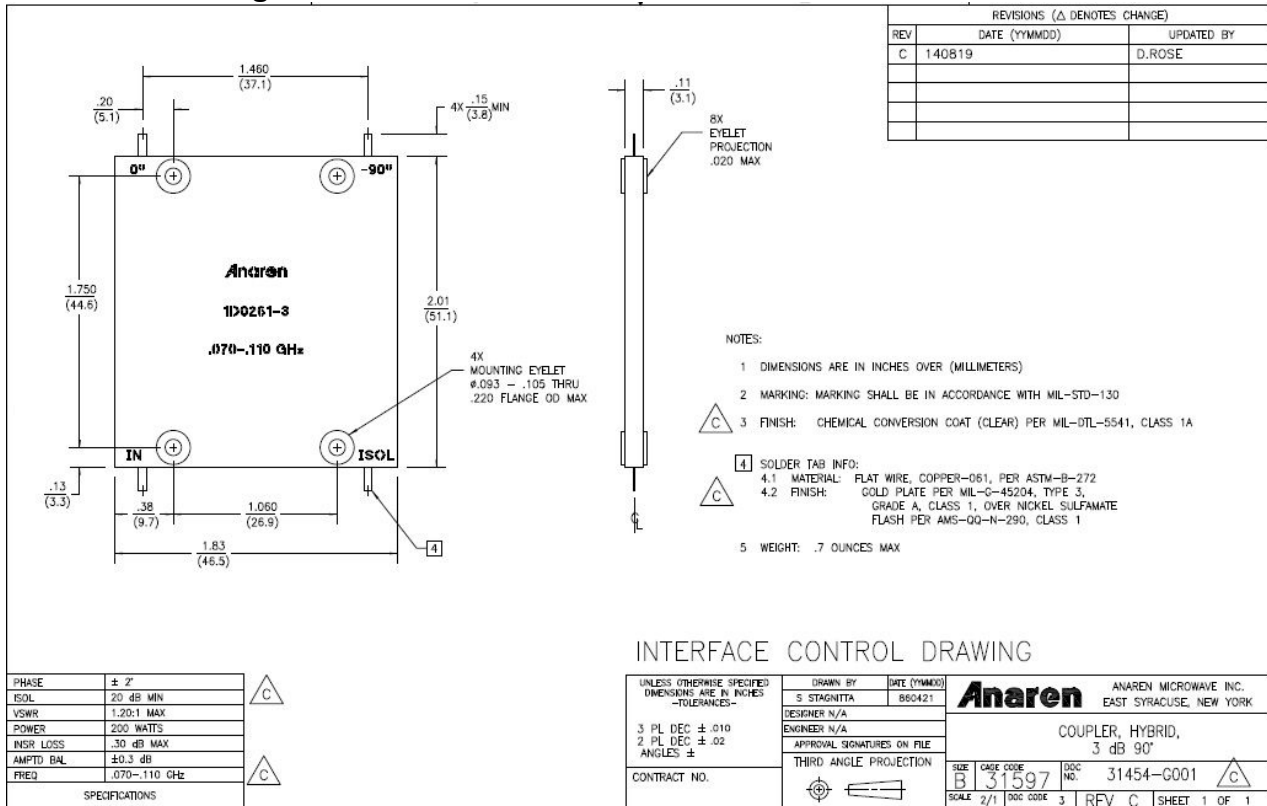 REVISIONS (△ DENOTES CHANGE)
REV DATE (YYMMDD) UPDATED BY
C 140819 D.ROSE
1.460
(37.1)
.20
(5.1)
4X .15 MIN
(3.8)
.11
(3.1)
8X
EYELET
PROJECTION
.020 MAX
0° -90°
Anaren
1D0261-3
.070-.110 GHz
1.750
(44.6)
2.01
(51.1)
4X
MOUNTING EYELET
ø.093 - .105 THRU
.220 FLANGE OD MAX
IN ISOL
.13
(3.3)
.38
(9.7)
1.060
(26.9)
1.83
(46.5)
4
℄
NOTES:
1 DIMENSIONS ARE IN INCHES OVER (MILLIMETERS)
2 MARKING: MARKING SHALL BE IN ACCORDANCE WITH MIL-STD-130
C 3 FINISH: CHEMICAL CONVERSION COAT (CLEAR) PER MIL-DTL-5541, CLASS 1A
4 SOLDER TAB INFO:
4.1 MATERIAL: FLAT WIRE, COPPER-061, PER ASTM-B-272
C 4.2 FINISH: GOLD PLATE PER MIL-G-45204, TYPE 3,
GRADE A, CLASS 1, OVER NICKEL SULFAMATE
FLASH PER AMS-QQ-N-290, CLASS 1
5 WEIGHT: .7 OUNCES MAX
INTERFACE CONTROL DRAWING
PHASE ± 2°
ISOL 20 dB MIN
VSWR 1.20:1 MAX
POWER 200 WATTS
INSR LOSS .30 dB MAX
AMPTD BAL ±0.3 dB
FREQ .070-.110 GHz
SPECIFICATIONS
C
C
UNLESS OTHERWISE SPECIFIED
DIMENSIONS ARE IN INCHES
-TOLERANCES-
3 PL DEC ± .010
2 PL DEC ± .02
ANGLES ±
CONTRACT NO.
DRAWN BY DATE (YYMMDD)
S STAGNITTA 860421
DESIGNER N/A
ENGINEER N/A
APPROVAL SIGNATURES ON FILE
THIRD ANGLE PROJECTION
Anaren
ANAREN MICROWAVE INC.
EAST SYRACUSE, NEW YORK
COUPLER, HYBRID,
3 dB 90°
SIZE B CAGE CODE 31597 DOC NO. 31454-G001 C
SCALE 2/1 DOC CODE 3 REV C SHEET 1 OF 1